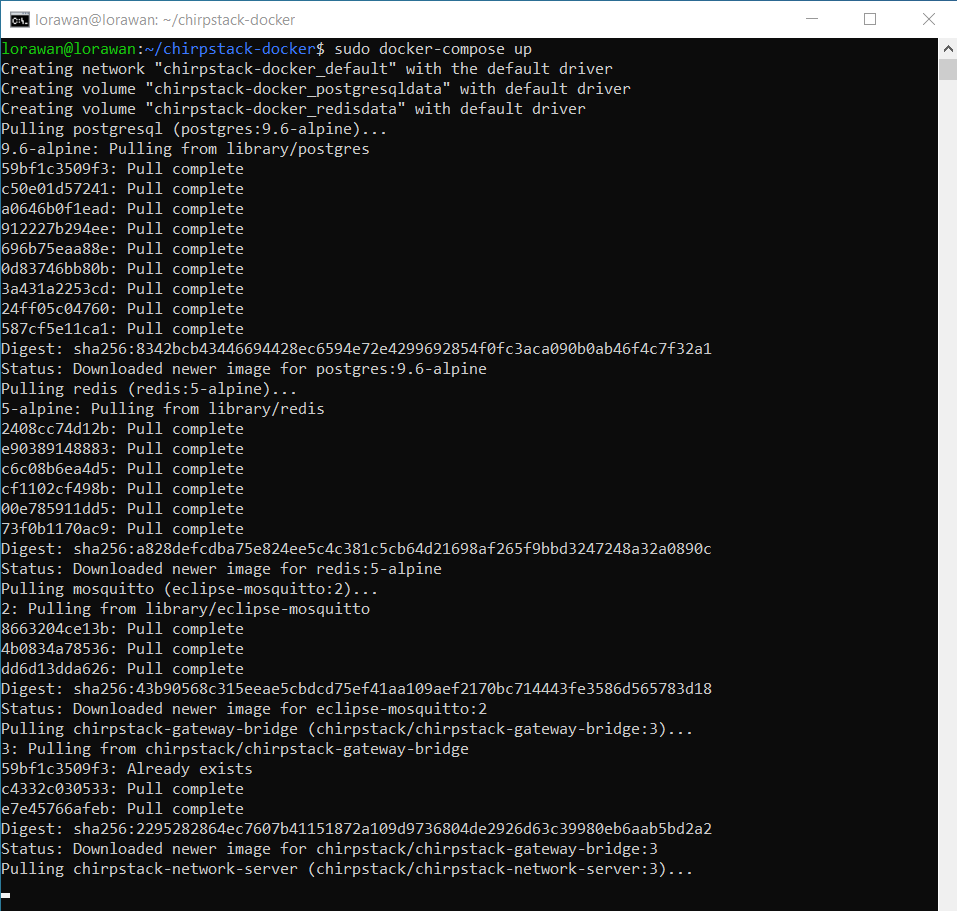 lorawan@lorawan: ~/chirpstack-docker
lorawan@lorawan:~/chirpstack-docker$ sudo docker-compose up
Creating network "chirpstack-docker_default" with the default driver
Creating volume "chirpstack-docker_postgresqldata" with default driver
Creating volume "chirpstack-docker_redisdata" with default driver
Pulling postgresql (postgres:9.6-alpine)...
9.6-alpine: Pulling from library/postgres
59bf1c3509f3: Pull complete
c50e01d57241: Pull complete
a0646b0f1ead: Pull complete
912227b294ee: Pull complete
696b75eaa88e: Pull complete
0d83746bb80b: Pull complete
3a431a2253cd: Pull complete
24ff05c04760: Pull complete
587cf5e11ca1: Pull complete
Digest: sha256:8342bcb43446694428ec6594e72e4299692854f0fc3aca090b0ab46f4c7f32a1
Status: Downloaded newer image for postgres:9.6-alpine
Pulling redis (redis:5-alpine)...
5-alpine: Pulling from library/redis
2408cc74d12b: Pull complete
e90389148883: Pull complete
c6c08b6ea4d5: Pull complete
cf1102cf498b: Pull complete
00e785911dd5: Pull complete
73f0b1170ac9: Pull complete
Digest: sha256:a828defcdba75e824ee5c4c381c5cb64d21698af265f9bbd3247248a32a0890c
Status: Downloaded newer image for redis:5-alpine
Pulling mosquitto (eclipse-mosquitto:2)...
2: Pulling from library/eclipse-mosquitto
8663204ce13b: Pull complete
4b0834a78536: Pull complete
dd6d13dda626: Pull complete
Digest: sha256:43b90568c315eeae5cbdcd75ef41aa109aef2170bc714443fe3586d565783d18
Status: Downloaded newer image for eclipse-mosquitto:2
Pulling chirpstack-gateway-bridge (chirpstack/chirpstack-gateway-bridge:3)...
3: Pulling from chirpstack/chirpstack-gateway-bridge
59bf1c3509f3: Already exists
c4332c030533: Pull complete
e7e45766afeb: Pull complete
Digest: sha256:2295282864ec7607b41151872a109d9736804de2926d63c39980eb6aab5bd2a2
Status: Downloaded newer image for chirpstack/chirpstack-gateway-bridge:3
Pulling chirpstack-network-server (chirpstack/chirpstack-network-server:3)...